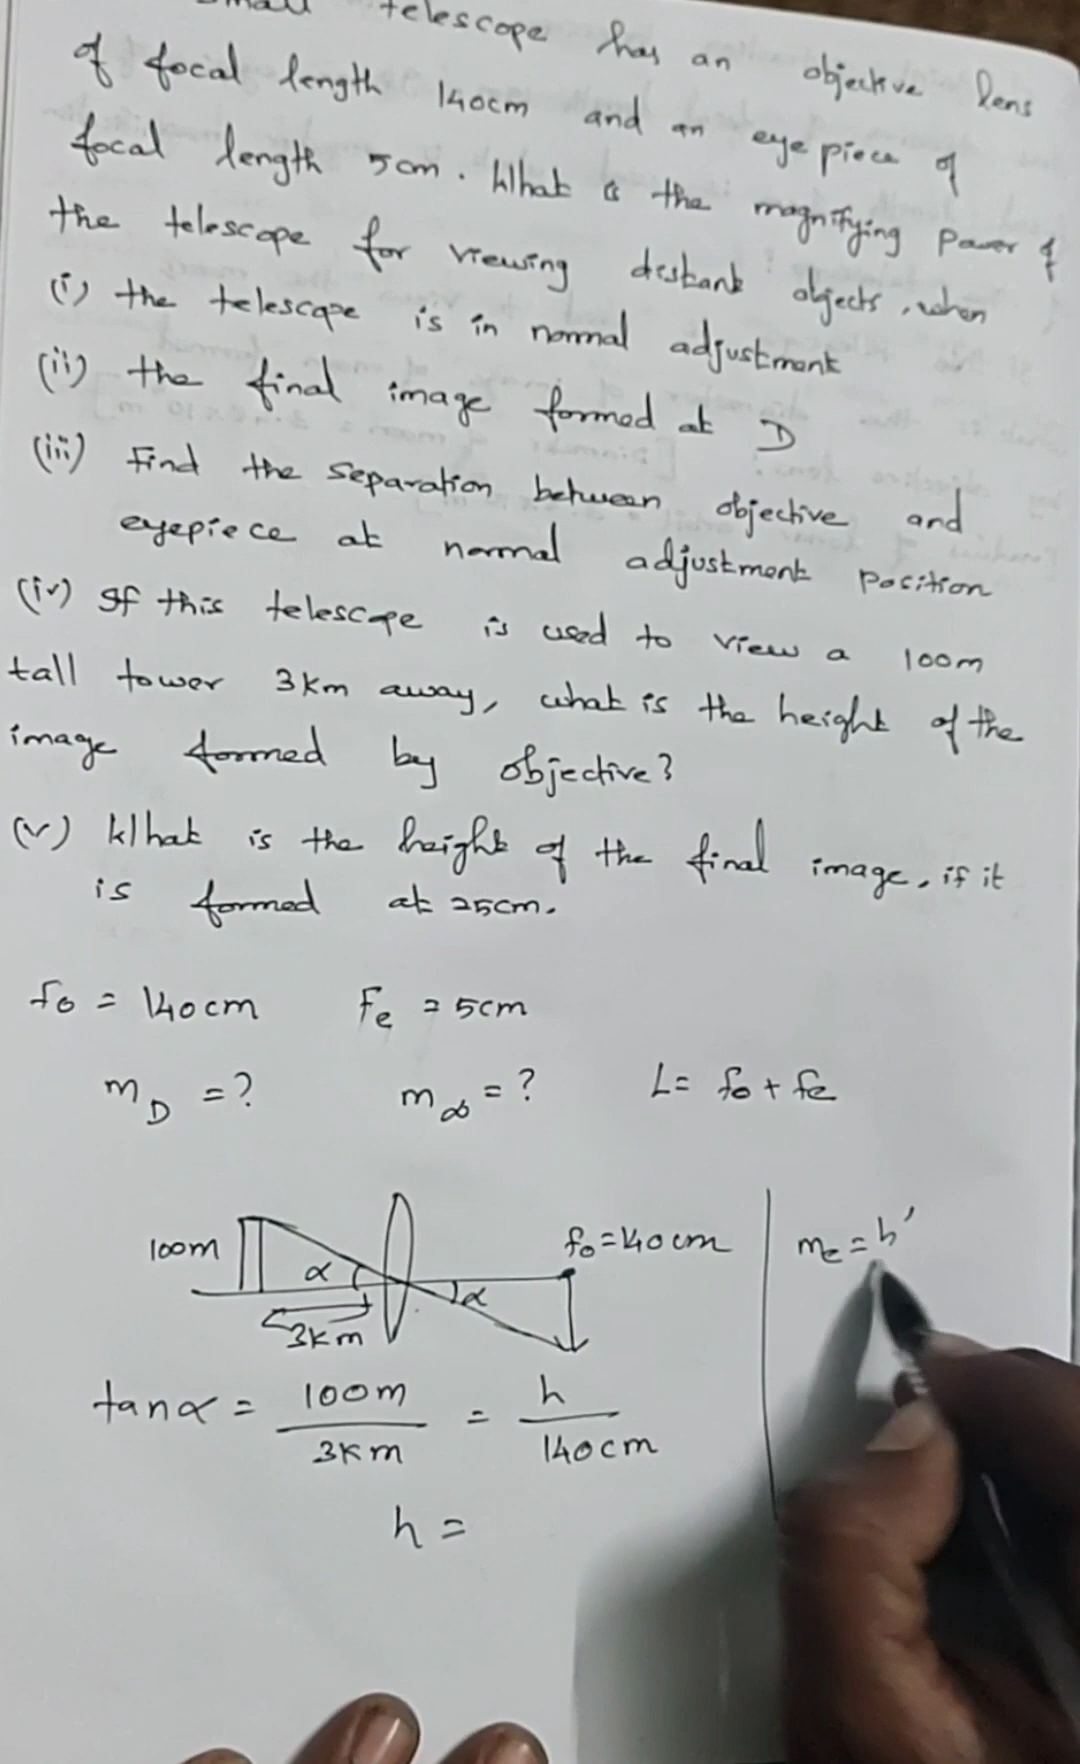 telescope has an objective lens
of focal length 140cm and an eye piece of
focal length 5cm. What is the magnifying power of
the telescope for viewing distant objects, when
(i) the telescope is in normal adjustment
(ii) the final image formed at D
(iii) Find the separation between objective and
eyepiece at normal adjustment position
(iv) If this telescope is used to view a 100m
tall tower 3km away, what is the height of the
image formed by objective?
(v) What is the height of the final image, if it
is formed at 25cm.
fo = 140cm Fe = 5cm
mD = ? m∞ = ? L = fo + fe
100m α 3km α fo = 140cm
me = h'
tanα = 100m / 3km = h / 140cm
h =